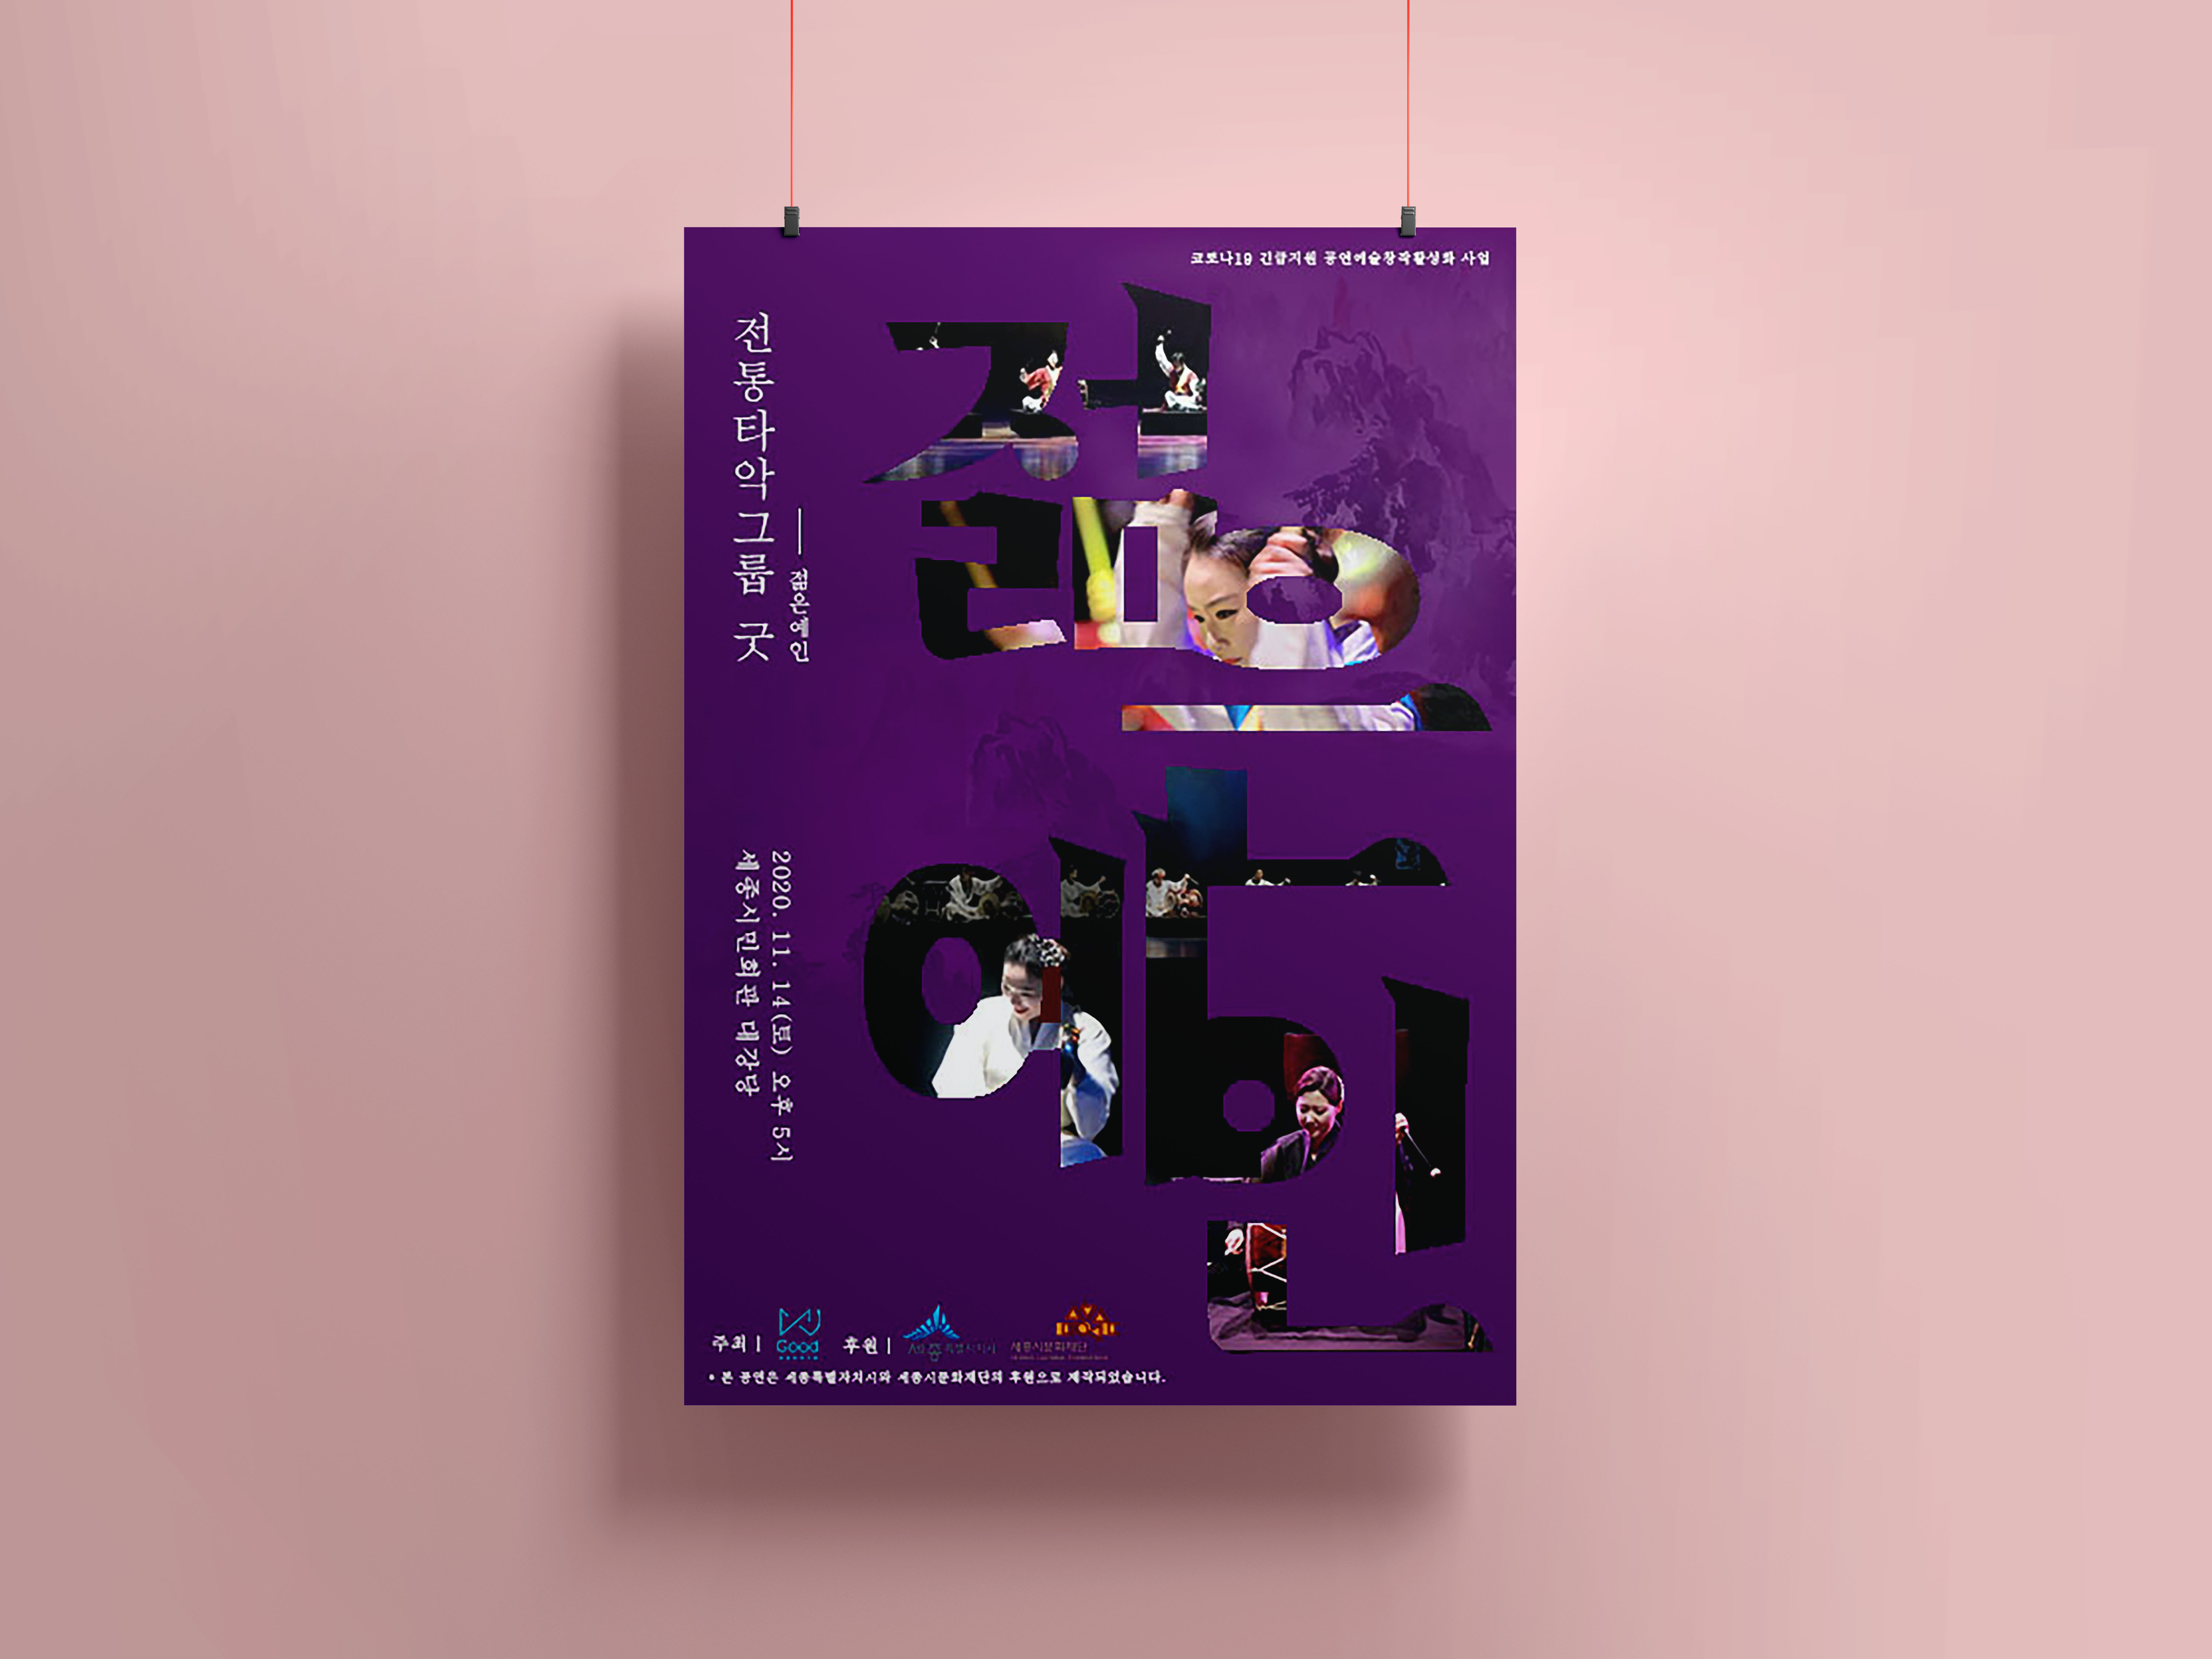 코로나19 긴급지원 공연예술창작활성화 사업
전통타악그룹 굿
젊은예인
젊은
예인
2020. 11. 14(토) 오후 5시
세종시민회관 대강당
주최 |
Good
후원 |
세종특별자치시
세종시문화재단
• 본 공연은 세종특별자치시와 세종시문화재단의 후원으로 제작되었습니다.